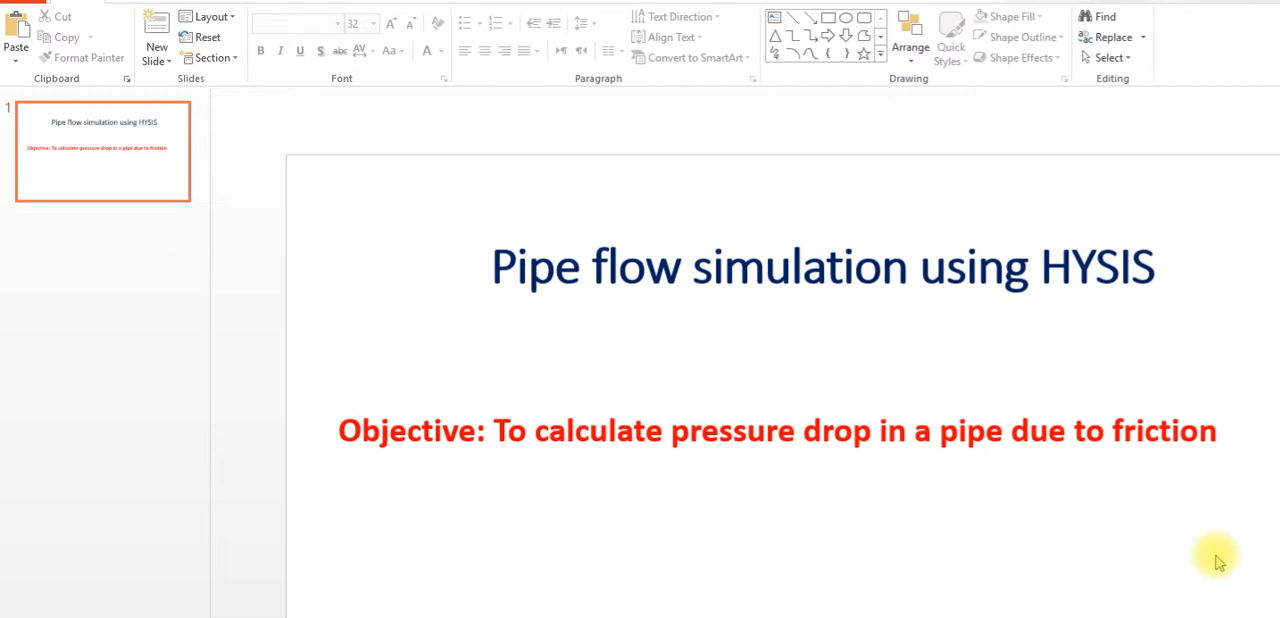 Cut
Copy
Format Painter
Paste
Clipboard
New
Slide
Layout
Reset
Section
Slides
32
B I U S abc AV Aa A
Font
Text Direction
Align Text
Convert to SmartArt
Paragraph
Arrange
Quick
Styles
Shape Fill
Shape Outline
Shape Effects
Drawing
Find
Replace
Select
Editing
1
Pipe flow simulation using HYSIS
Objective: To calculate pressure drop in a pipe due to friction
Pipe flow simulation using HYSIS
Objective: To calculate pressure drop in a pipe due to friction